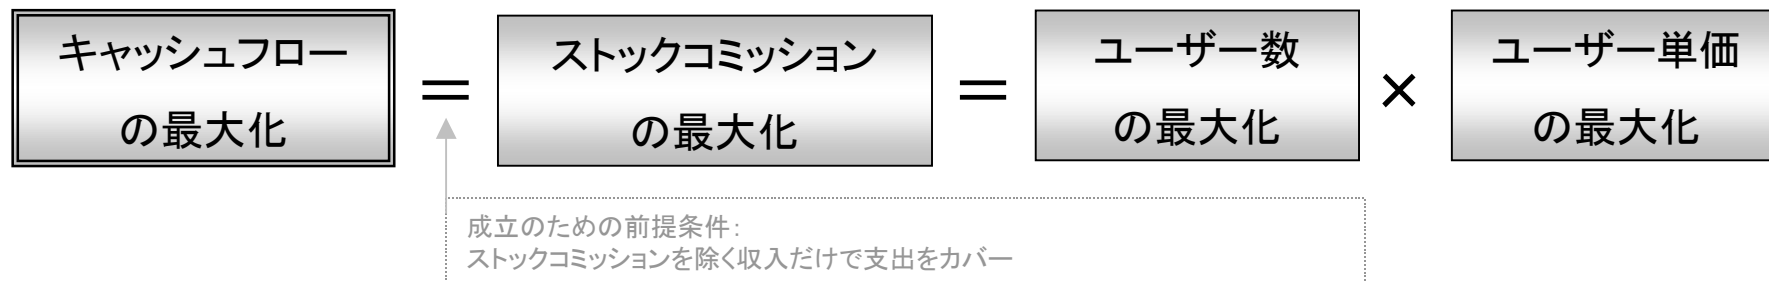 キャッシュフロー
の最大化
＝
ストックコミッション
の最大化
＝
ユーザー数
の最大化
×
ユーザー単価
の最大化
成立のための前提条件：
ストックコミッションを除く収入だけで支出をカバー